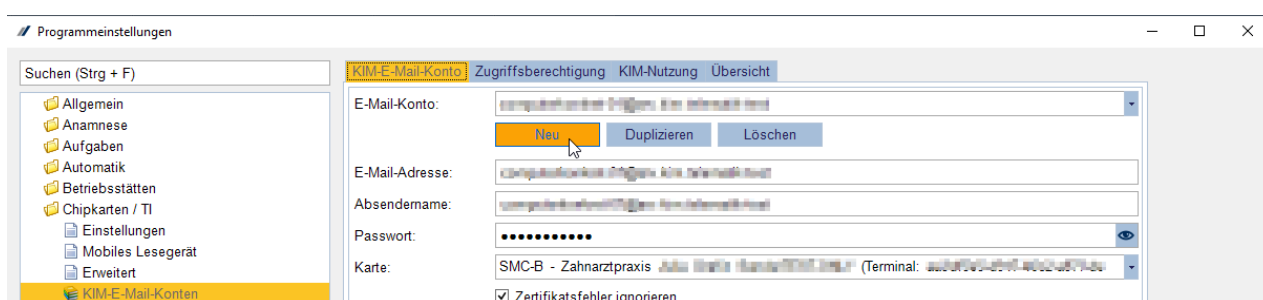 Programmeinstellungen
Suchen (Strg + F)
KIM-E-Mail-Konto Zugriffsberechtigung KIM-Nutzung Übersicht
Allgemein
Anamnese
Aufgaben
Automatik
Betriebsstätten
Chipkarten / TI
Einstellungen
Mobiles Lesegerät
Erweitert
KIM-E-Mail-Konten
E-Mail-Konto:
Neu Duplizieren Löschen
E-Mail-Adresse:
Absendername:
Passwort: •••••••••••
Karte: SMC-B - Zahnarztpraxis (Terminal:
Zertifikatsfehler ignorieren